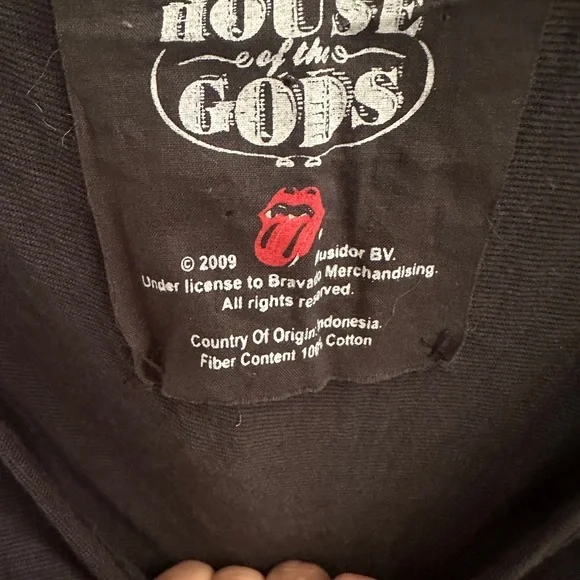 HOUSE
of the
GODS
© 2009 Musidor BV.
Under license to Bravado Merchandising.
All rights reserved.
Country Of Origin: Indonesia.
Fiber Content 100% Cotton